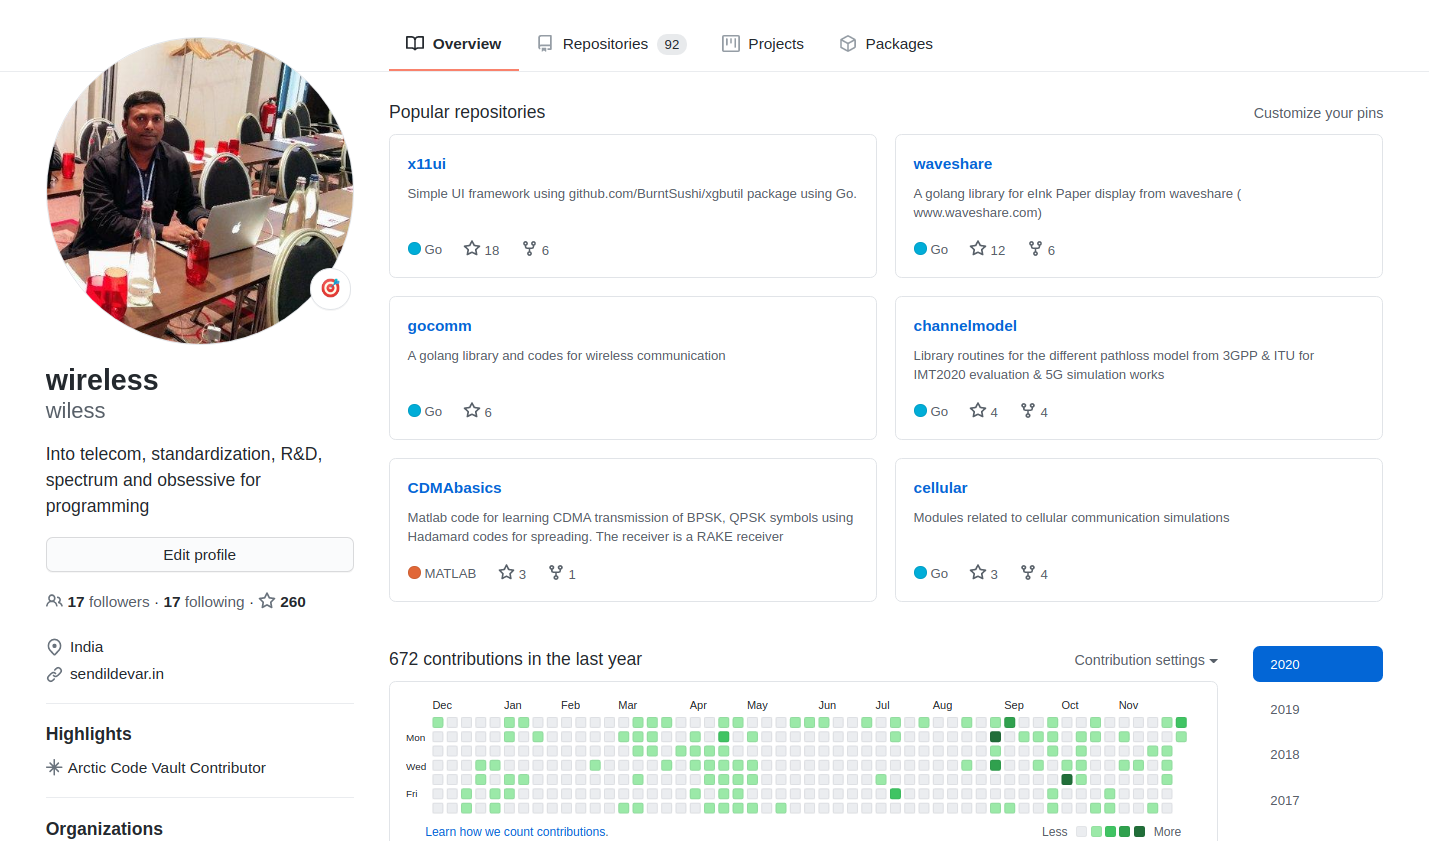 Overview
Repositories 92
Projects
Packages
wireless
wiless
Into telecom, standardization, R&D,
spectrum and obsessive for
programming
Edit profile
17 followers · 17 following · 260
India
sendildevar.in
Highlights
Arctic Code Vault Contributor
Organizations
Popular repositories
Customize your pins
x11ui
Simple UI framework using github.com/BurntSushi/xgbutil package using Go.
Go 18 6
waveshare
A golang library for eInk Paper display from waveshare (
www.waveshare.com)
Go 12 6
gocomm
A golang library and codes for wireless communication
Go 6
channelmodel
Library routines for the different pathloss model from 3GPP & ITU for
IMT2020 evaluation & 5G simulation works
Go 4 4
CDMAbasics
Matlab code for learning CDMA transmission of BPSK, QPSK symbols using
Hadamard codes for spreading. The receiver is a RAKE receiver
MATLAB 3 1
cellular
Modules related to cellular communication simulations
Go 3 4
672 contributions in the last year
Contribution settings
Dec Jan Feb Mar Apr May Jun Jul Aug Sep Oct Nov
Mon
Wed
Fri
Learn how we count contributions.
Less More
2020
2019
2018
2017